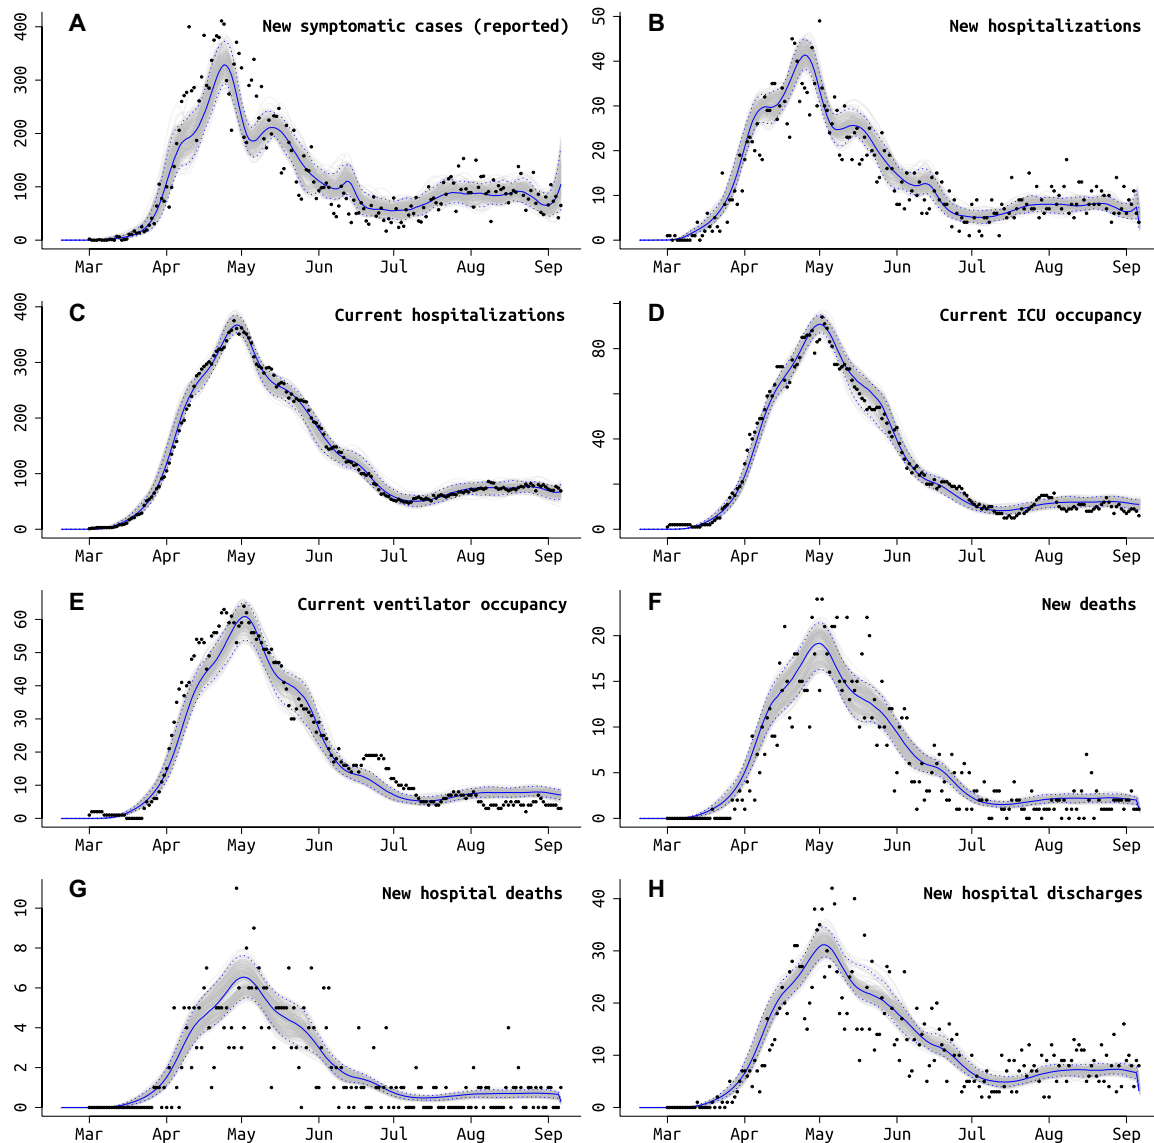 A New symptomatic cases (reported)
400
300
200
100
0
Mar Apr May Jun Jul Aug Sep
B New hospitalizations
50
40
30
20
10
0
Mar Apr May Jun Jul Aug Sep
C Current hospitalizations
400
300
200
100
0
Mar Apr May Jun Jul Aug Sep
D Current ICU occupancy
80
40
0
Mar Apr May Jun Jul Aug Sep
E Current ventilator occupancy
60
50
40
30
20
10
0
Mar Apr May Jun Jul Aug Sep
F New deaths
20
15
10
5
0
Mar Apr May Jun Jul Aug Sep
G New hospital deaths
10
8
6
4
2
0
Mar Apr May Jun Jul Aug Sep
H New hospital discharges
40
30
20
10
0
Mar Apr May Jun Jul Aug Sep